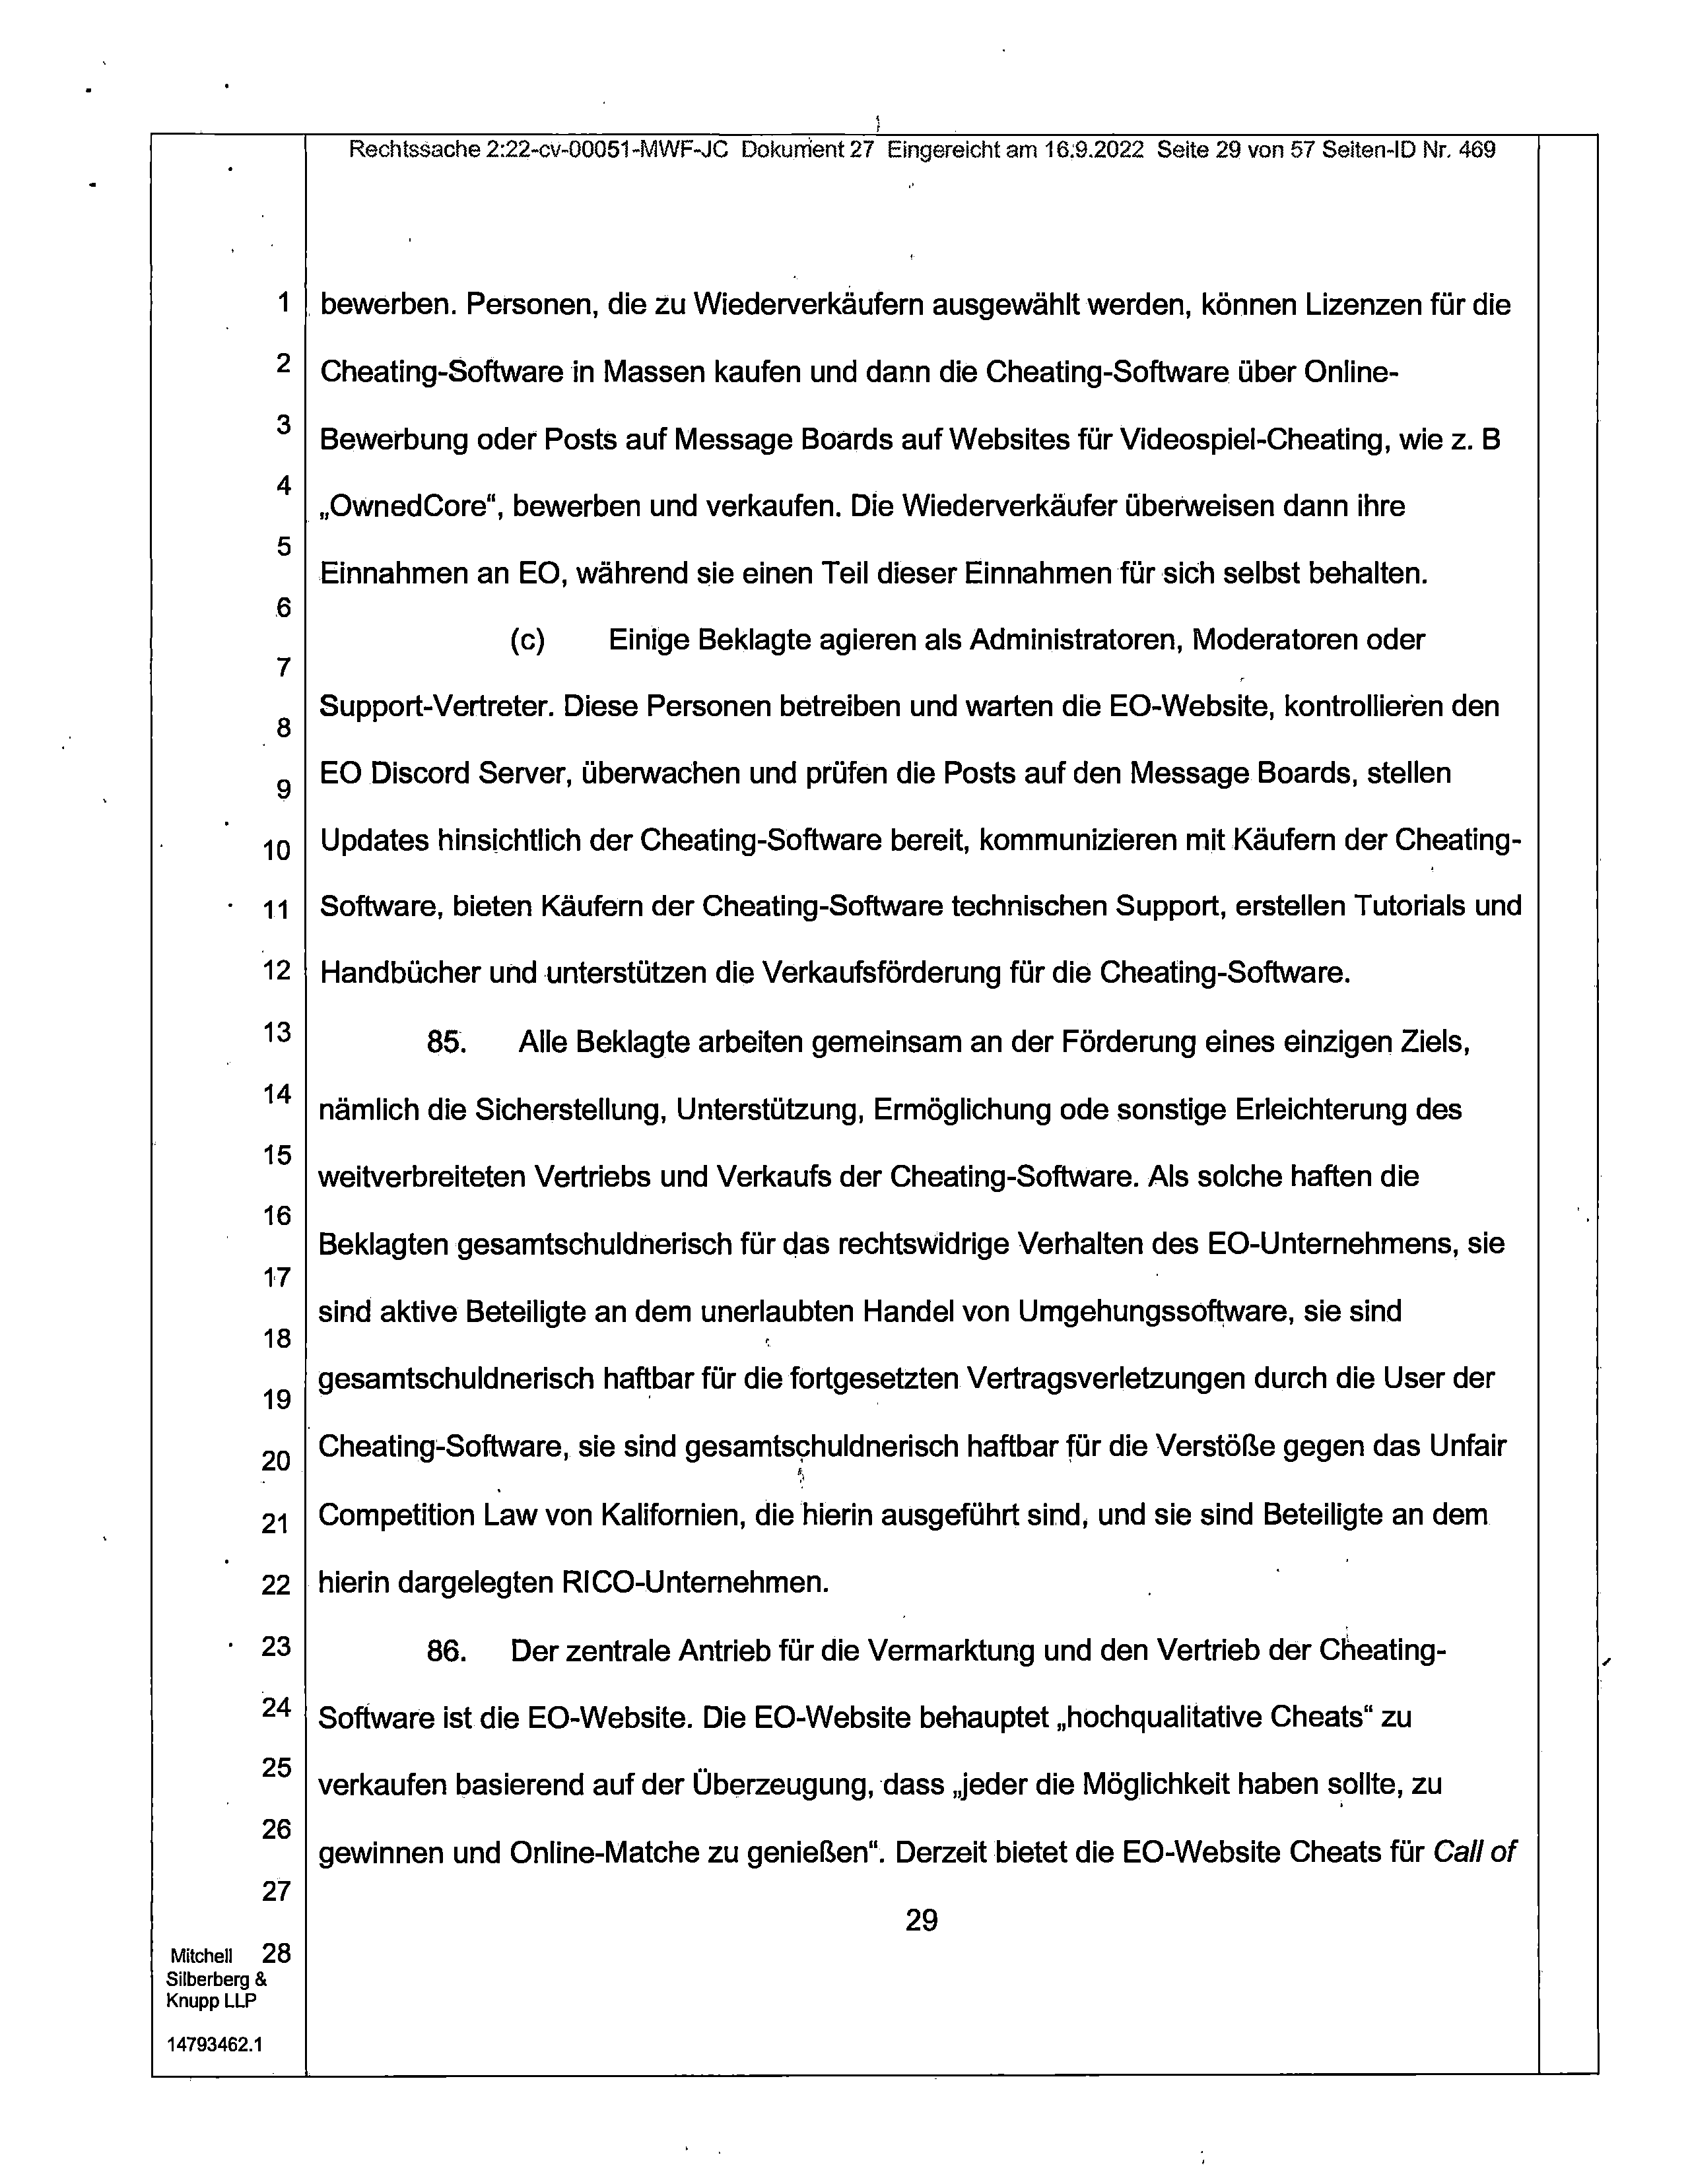 Rechtssache 2:22-cv-00051-MWF-JC Dokument 27 Eingereicht am 16.9.2022 Seite 29 von 57 Seiten-ID Nr. 469
1 bewerben. Personen, die zu Wiederverkäufern ausgewählt werden, können Lizenzen für die
2 Cheating-Software in Massen kaufen und dann die Cheating-Software über Online-
3 Bewerbung oder Posts auf Message Boards auf Websites für Videospiel-Cheating, wie z. B
4 „OwnedCore“, bewerben und verkaufen. Die Wiederverkäufer überweisen dann ihre
5 Einnahmen an EO, während sie einen Teil dieser Einnahmen für sich selbst behalten.
6 (c) Einige Beklagte agieren als Administratoren, Moderatoren oder
7 Support-Vertreter. Diese Personen betreiben und warten die EO-Website, kontrollieren den
8 EO Discord Server, überwachen und prüfen die Posts auf den Message Boards, stellen
9
10 Updates hinsichtlich der Cheating-Software bereit, kommunizieren mit Käufern der Cheating-
11 Software, bieten Käufern der Cheating-Software technischen Support, erstellen Tutorials und
12 Handbücher und unterstützen die Verkaufsförderung für die Cheating-Software.
13 85. Alle Beklagte arbeiten gemeinsam an der Förderung eines einzigen Ziels,
14 nämlich die Sicherstellung, Unterstützung, Ermöglichung ode sonstige Erleichterung des
15 weitverbreiteten Vertriebs und Verkaufs der Cheating-Software. Als solche haften die
16 Beklagten gesamtschuldnerisch für das rechtswidrige Verhalten des EO-Unternehmens, sie
17 sind aktive Beteiligte an dem unerlaubten Handel von Umgehungssoftware, sie sind
18 gesamtschuldnerisch haftbar für die fortgesetzten Vertragsverletzungen durch die User der
19
20 Cheating-Software, sie sind gesamtschuldnerisch haftbar für die Verstöße gegen das Unfair
21 Competition Law von Kalifornien, die hierin ausgeführt sind, und sie sind Beteiligte an dem
22 hierin dargelegten RICO-Unternehmen.
23 86. Der zentrale Antrieb für die Vermarktung und den Vertrieb der Cheating-
24 Software ist die EO-Website. Die EO-Website behauptet „hochqualitative Cheats“ zu
25 verkaufen basierend auf der Überzeugung, dass „jeder die Möglichkeit haben sollte, zu
26 gewinnen und Online-Matche zu genießen“. Derzeit bietet die EO-Website Cheats für Call of
27
29
28
Mitchell
Silberberg &
Knupp LLP
14793462.1